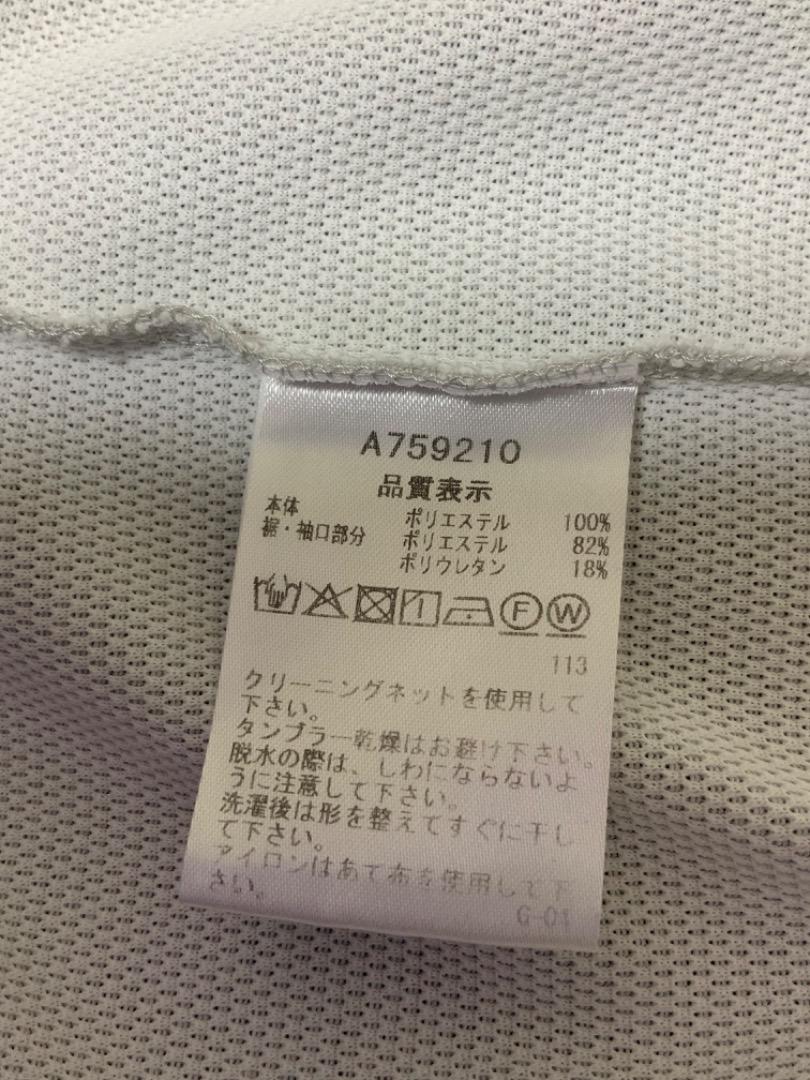 A759210
品質表示
本体 ポリエステル 100%
裾・袖口部分 ポリエステル 82%
ポリウレタン 18%
F W
113
クリーニングネットを使用して
下さい。
タンブラー乾燥はお避け下さい。
脱水の際は、しわにならないよ
うに注意して下さい。
洗濯後は形を整えてすぐに干し
て下さい。
アイロンはあて布を使用して下
さい。
G-01